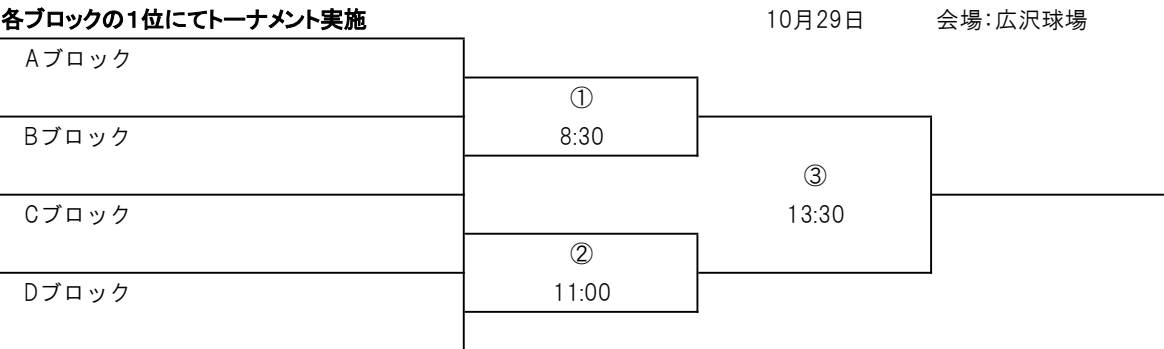 各ブロックの1位にてトーナメント実施 10月29日 会場：広沢球場
Aブロック
①
Bブロック 8:30
③
Cブロック 13:30
②
Dブロック 11:00